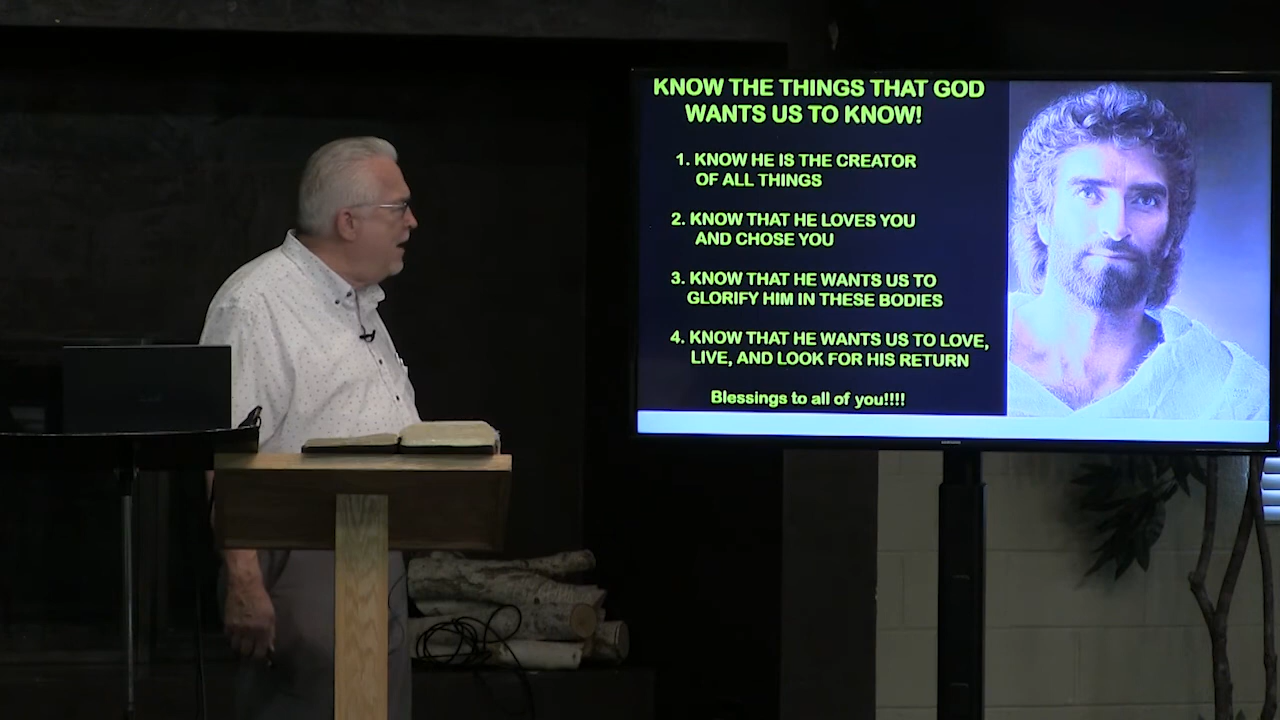 KNOW THE THINGS THAT GOD
WANTS US TO KNOW!
1. KNOW HE IS THE CREATOR
OF ALL THINGS
2. KNOW THAT HE LOVES YOU
AND CHOSE YOU
3. KNOW THAT HE WANTS US TO
GLORIFY HIM IN THESE BODIES
4. KNOW THAT HE WANTS US TO LOVE,
LIVE, AND LOOK FOR HIS RETURN
Blessings to all of you!!!!